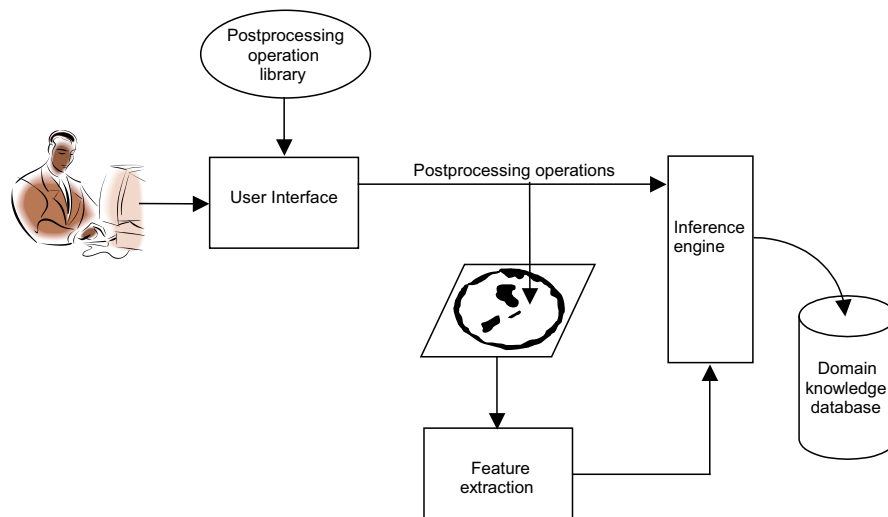 Postprocessing
operation
library
User Interface
Postprocessing operations
Inference
engine
Domain
knowledge
database
Feature
extraction